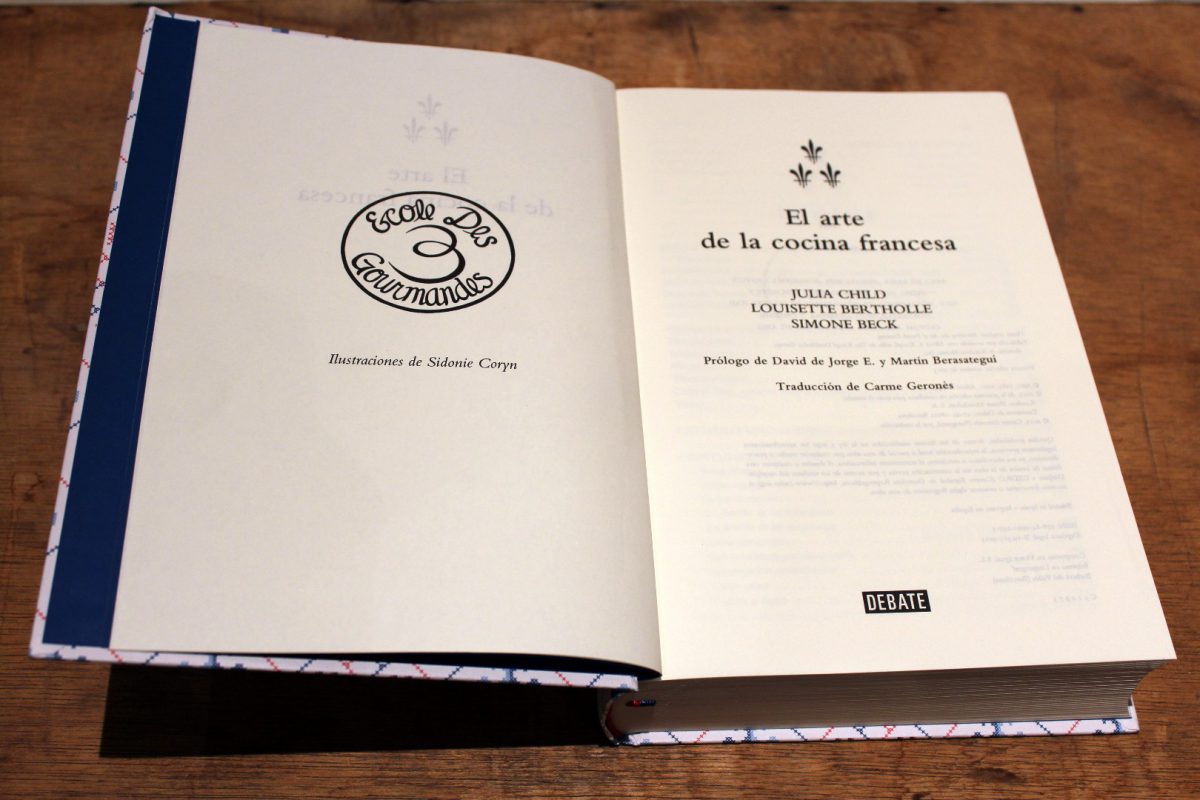 Ecole Des
3
Gourmandes
Ilustraciones de Sidonie Coryn
El arte
de la cocina francesa
JULIA CHILD
LOUISETTE BERTHOLLE
SIMONE BECK
Prólogo de David de Jorge E. y Martín Berasategui
Traducción de Carme Geronès
DEBATE